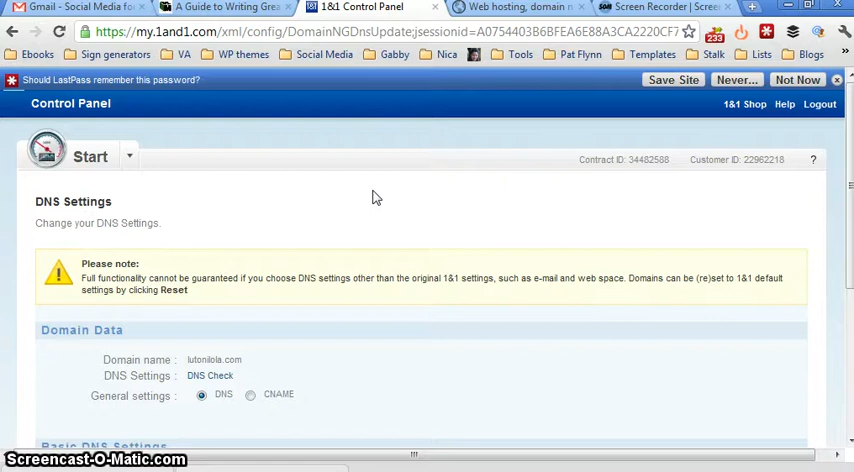 Gmail - Social Media fo
A Guide to Writing Grea
1&1 Control Panel
Web hosting, domain n
Screen Recorder | Screen
https://my.1and1.com/xml/config/DomainNGDnsUpdate;jsessionid=A0754403B6BFEA6E88A3CA2220CF7
233
Ebooks
Sign generators
WP themes
Social Media
Gabby
Nica
Tools
Pat Flynn
Templates
Stalk
Lists
Blogs
Should LastPass remember this password?
Save Site
Never...
Not Now
Control Panel
1&1 Shop
Help
Logout
Start
Contract ID: 34482588
Customer ID: 22962218
?
DNS Settings
Change your DNS Settings.
Please note:
Full functionality cannot be guaranteed if you choose DNS settings other than the original 1&1 settings, such as e-mail and web space. Domains can be (re)set to 1&1 default
settings by clicking Reset
Domain Data
Domain name : lutonilola.com
DNS Settings : DNS Check
General settings : DNS CNAME
Basic DNS Settings
Screencast-O-Matic.com